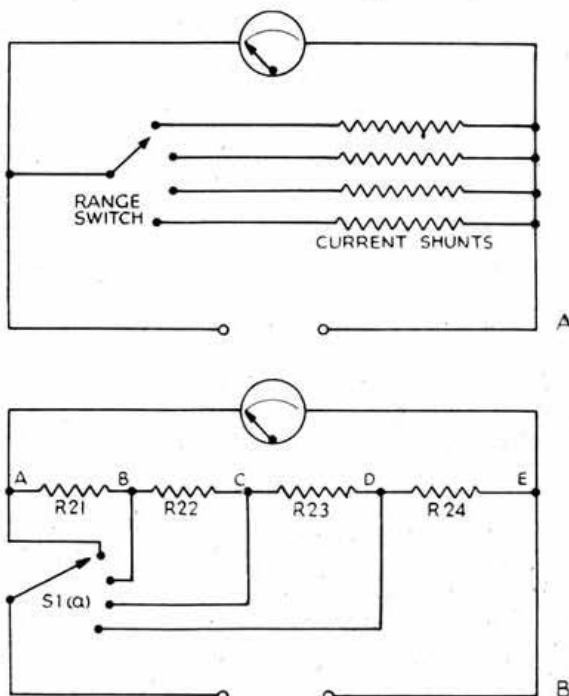 RANGE
SWITCH
CURRENT SHUNTS
A
A B C D E
R21 R22 R23 R24
S1(a)
B